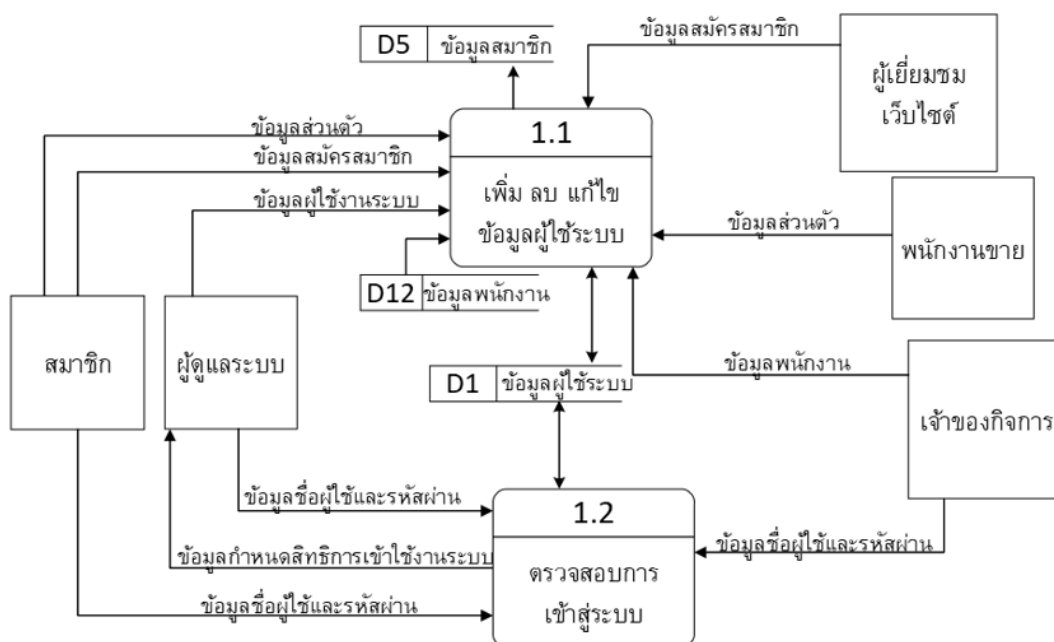 D5 ข้อมูลสมาชิก
ข้อมูลสมัครสมาชิก
ผู้เยี่ยมชม
เว็บไซต์
ข้อมูลส่วนตัว
1.1
ข้อมูลสมัครสมาชิก
เพิ่ม ลบ แก้ไข
ข้อมูลผู้ใช้ระบบ
ข้อมูลผู้ใช้งานระบบ
ข้อมูลส่วนตัว
พนักงานขาย
D12 ข้อมูลพนักงาน
สมาชิก
ผู้ดูแลระบบ
D1 ข้อมูลผู้ใช้ระบบ
ข้อมูลพนักงาน
เจ้าของกิจการ
ข้อมูลชื่อผู้ใช้และรหัสผ่าน
1.2
ข้อมูลกำหนดสิทธิการเข้าใช้งานระบบ
ตรวจสอบการ
เข้าสู่ระบบ
ข้อมูลชื่อผู้ใช้และรหัสผ่าน
ข้อมูลชื่อผู้ใช้และรหัสผ่าน